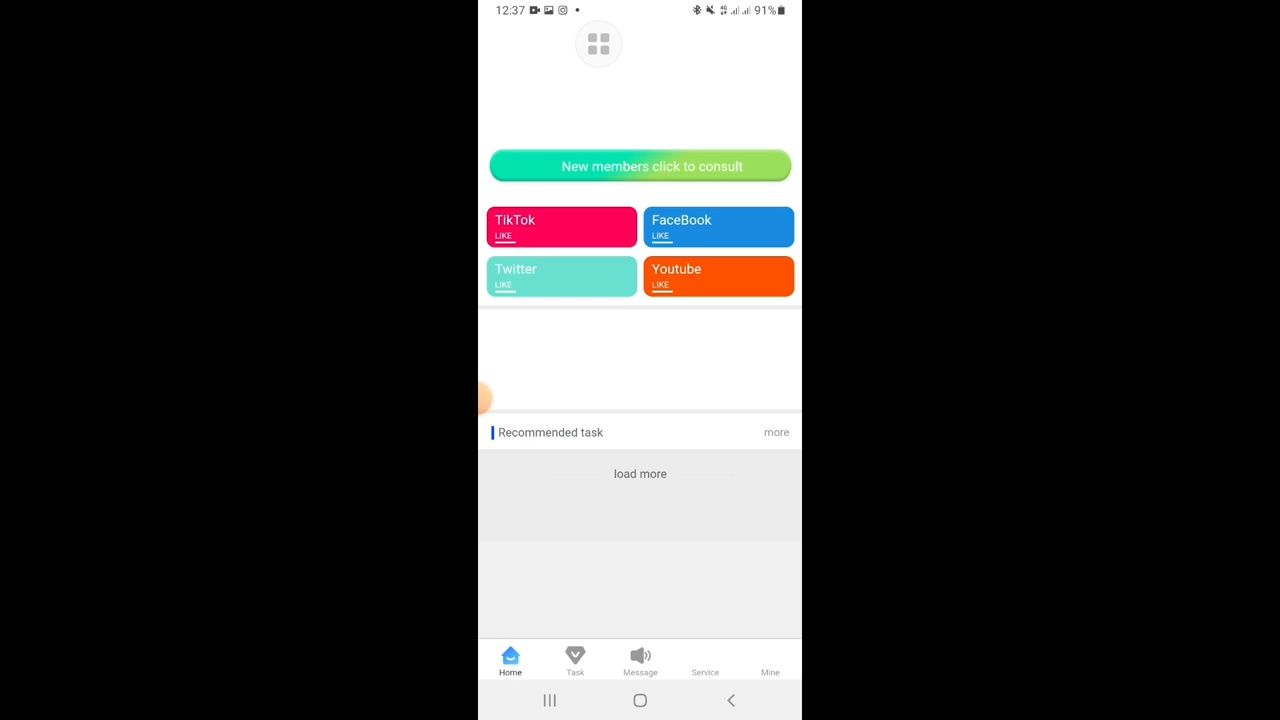 12:37 4G 91%
New members click to consult
TikTok FaceBook
LIKE LIKE
Twitter Youtube
LIKE LIKE
Recommended task more
load more
Home Task Message Service Mine